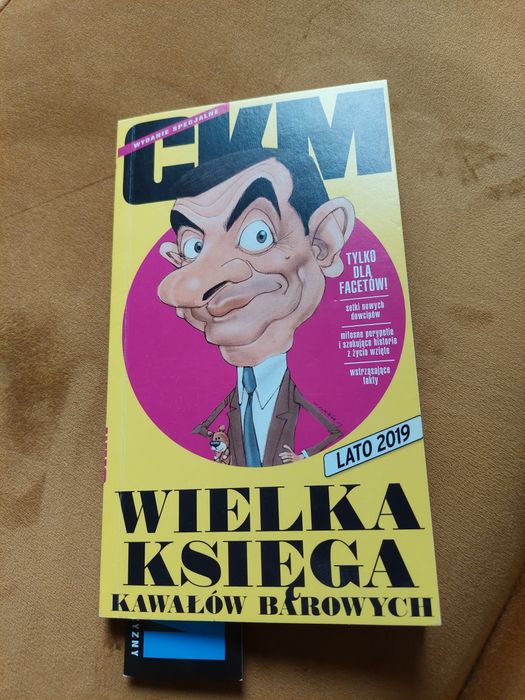 WYDANIE SPECJALNE
CKM
TYLKO
DLA
FACETÓW!
setki nowych
dowcipów
miłosne perypetie
i szokujące historie
z życia wzięte
wstrząsające
fakty
LATO 2019
WIELKA
KSIĘGA
KAWAŁÓW BAROWYCH
YZNY